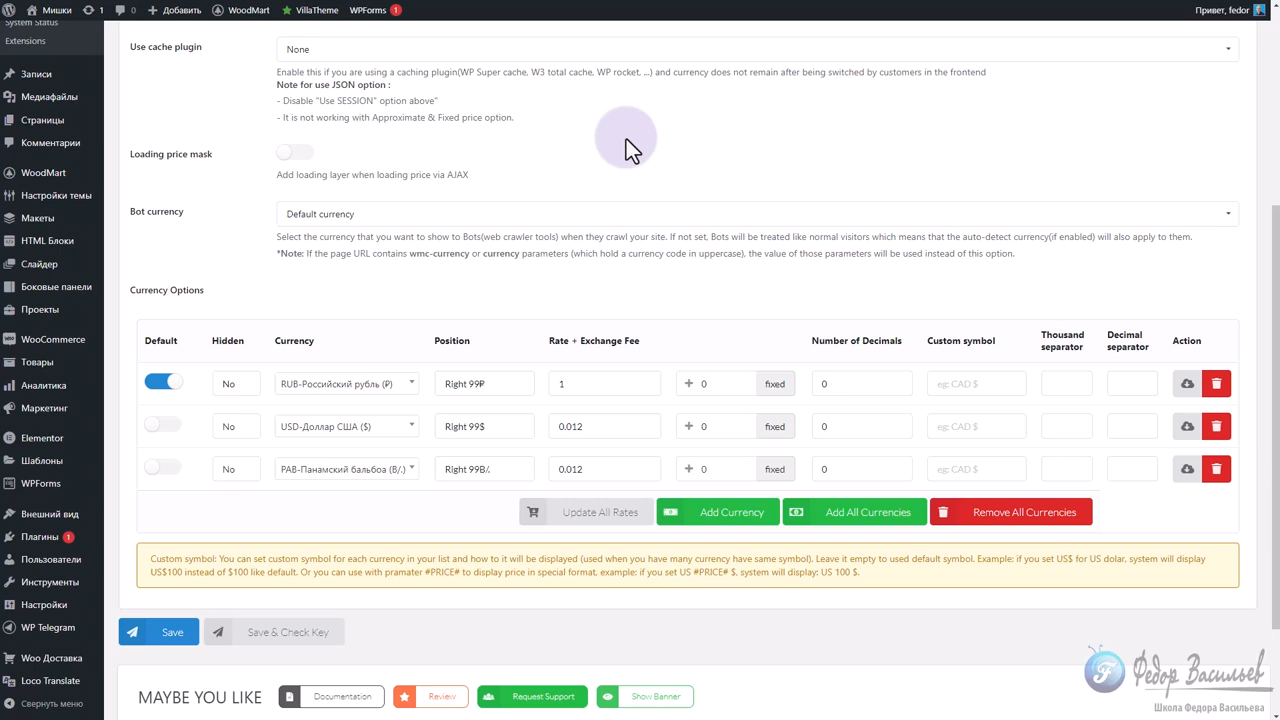 Мишки
1
0
Добавить
WoodMart
VillaTheme
WPForms 1
Привет, fedor
System Status
Extensions
Записи
Медиафайлы
Страницы
Комментарии
WoodMart
Настройки темы
Макеты
HTML Блоки
Слайдер
Боковые панели
Проекты
WooCommerce
Товары
Аналитика
Маркетинг
Elementor
Шаблоны
WPForms
Внешний вид
Плагины 1
Пользователи
Инструменты
Настройки
WP Telegram
Woo Доставка
Loco Translate
Свернуть меню
Use cache plugin
None
Enable this if you are using a caching plugin(WP Super cache, W3 total cache, WP rocket, ...) and currency does not remain after being switched by customers in the frontend
Note for use JSON option :
- Disable "Use SESSION" option above"
- It is not working with Approximate & Fixed price option.
Loading price mask
Add loading layer when loading price via AJAX
Bot currency
Default currency
Select the currency that you want to show to Bots(web crawler tools) when they crawl your site. If not set, Bots will be treated like normal visitors which means that the auto-detect currency(if enabled) will also apply to them.
*Note: If the page URL contains wmc-currency or currency parameters (which hold a currency code in uppercase), the value of those parameters will be used instead of this option.
Currency Options
Default Hidden Currency Position Rate + Exchange Fee Number of Decimals Custom symbol Thousand separator Decimal separator Action
No RUB-Российский рубль (₽) Right 99₽ 1 + 0 fixed 0 eg: CAD $
No USD-Доллар США ($) Right 99$ 0.012 + 0 fixed 0 eg: CAD $
No PAB-Панамский бальбоа (B/.) Right 99B/. 0.012 + 0 fixed 0 eg: CAD $
Update All Rates Add Currency Add All Currencies Remove All Currencies
Custom symbol: You can set custom symbol for each currency in your list and how to it will be displayed (used when you have many currency have same symbol). Leave it empty to used default symbol. Example: if you set US$ for US dolar, system will display
US$100 instead of $100 like default. Or you can use with pramater #PRICE# to display price in special format, example: if you set US #PRICE# $, system will display: US 100 $.
Save Save & Check Key
MAYBE YOU LIKE Documentation Review Request Support Show Banner
Федор Васильев
Школа Федора Васильева